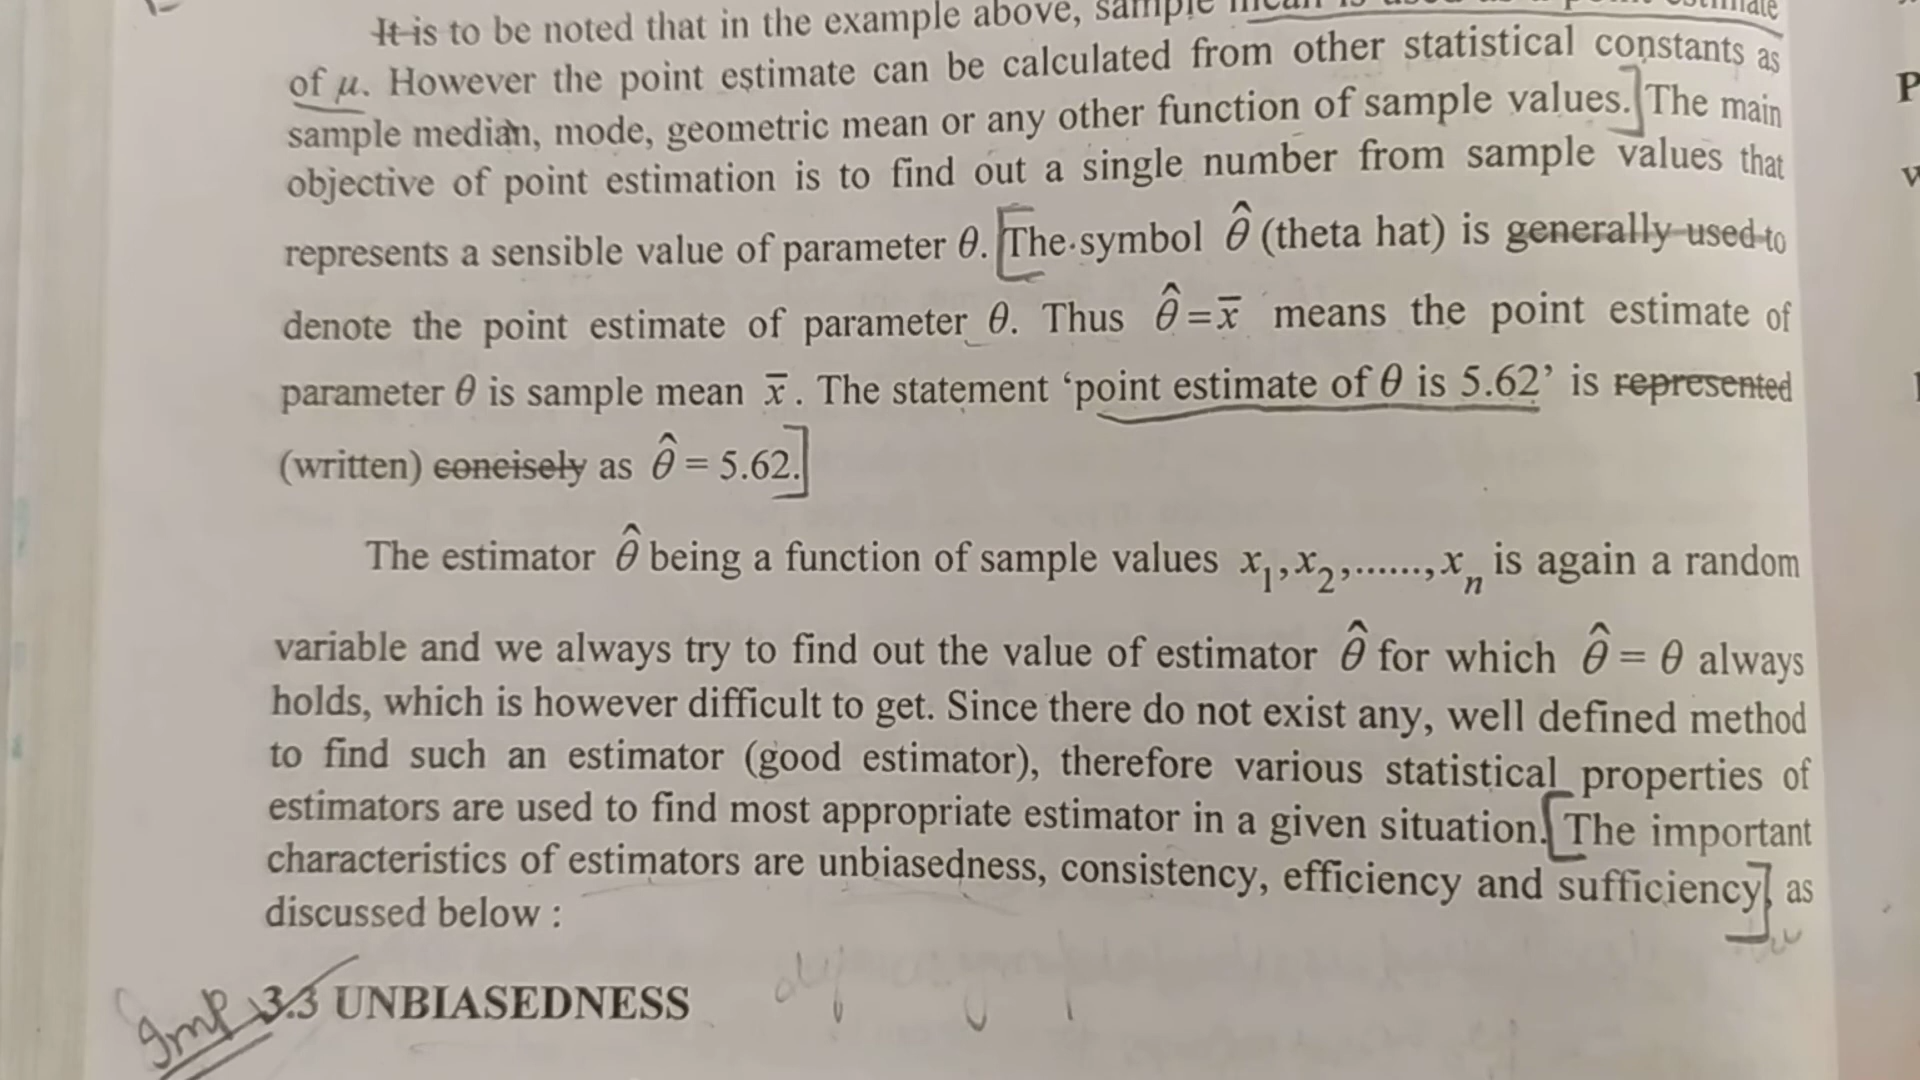 It is to be noted that in the example above, sample mean is used as a point estimate
of μ. However the point estimate can be calculated from other statistical constants as
sample median, mode, geometric mean or any other function of sample values. The main
objective of point estimation is to find out a single number from sample values that
represents a sensible value of parameter θ. The symbol θ̂ (theta hat) is generally used to
denote the point estimate of parameter θ. Thus θ̂ = x̅ means the point estimate of
parameter θ is sample mean x̅. The statement ‘point estimate of θ is 5.62’ is represented
(written) concisely as θ̂ = 5.62.
The estimator θ̂ being a function of sample values x₁, x₂,......, xₙ is again a random
variable and we always try to find out the value of estimator θ̂ for which θ̂ = θ always
holds, which is however difficult to get. Since there do not exist any, well defined method
to find such an estimator (good estimator), therefore various statistical properties of
estimators are used to find most appropriate estimator in a given situation. The important
characteristics of estimators are unbiasedness, consistency, efficiency and sufficiency, as
discussed below :
Imp 3.3 UNBIASEDNESS